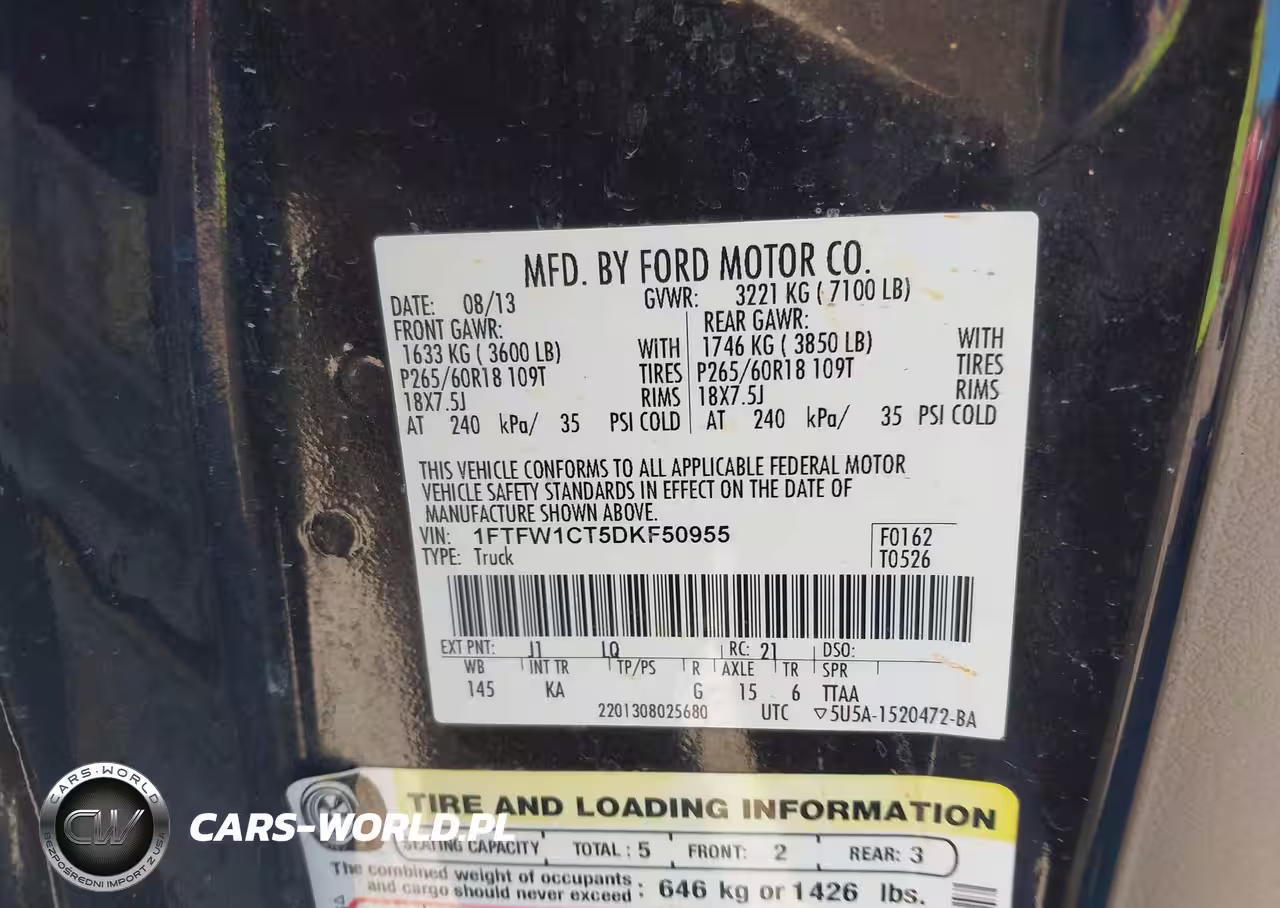 MFD. BY FORD MOTOR CO.
DATE: 08/13 GVWR: 3221 KG ( 7100 LB)
FRONT GAWR: REAR GAWR:
1633 KG ( 3600 LB) WITH 1746 KG ( 3850 LB) WITH
P265/60R18 109T TIRES P265/60R18 109T TIRES
18X7.5J RIMS 18X7.5J RIMS
AT 240 kPa/ 35 PSI COLD AT 240 kPa/ 35 PSI COLD
THIS VEHICLE CONFORMS TO ALL APPLICABLE FEDERAL MOTOR
VEHICLE SAFETY STANDARDS IN EFFECT ON THE DATE OF
MANUFACTURE SHOWN ABOVE.
VIN: 1FTFW1CT5DKF50955 F0162
TYPE: Truck T0526
EXT PNT: J1 LQ RC: 21 DSO:
WB INT TR TP/PS R AXLE TR SPR
145 KA G 15 6 TTAA
2201308025680 UTC ▽5U5A-1520472-BA
TIRE AND LOADING INFORMATION
SEATING CAPACITY TOTAL : 5 FRONT: 2 REAR: 3
The combined weight of occupants
and cargo should never exceed : 646 kg or 1426 lbs.
CARS-WORLD
CW
BEZPOŚREDNI IMPORT Z USA
CARS-WORLD.PL